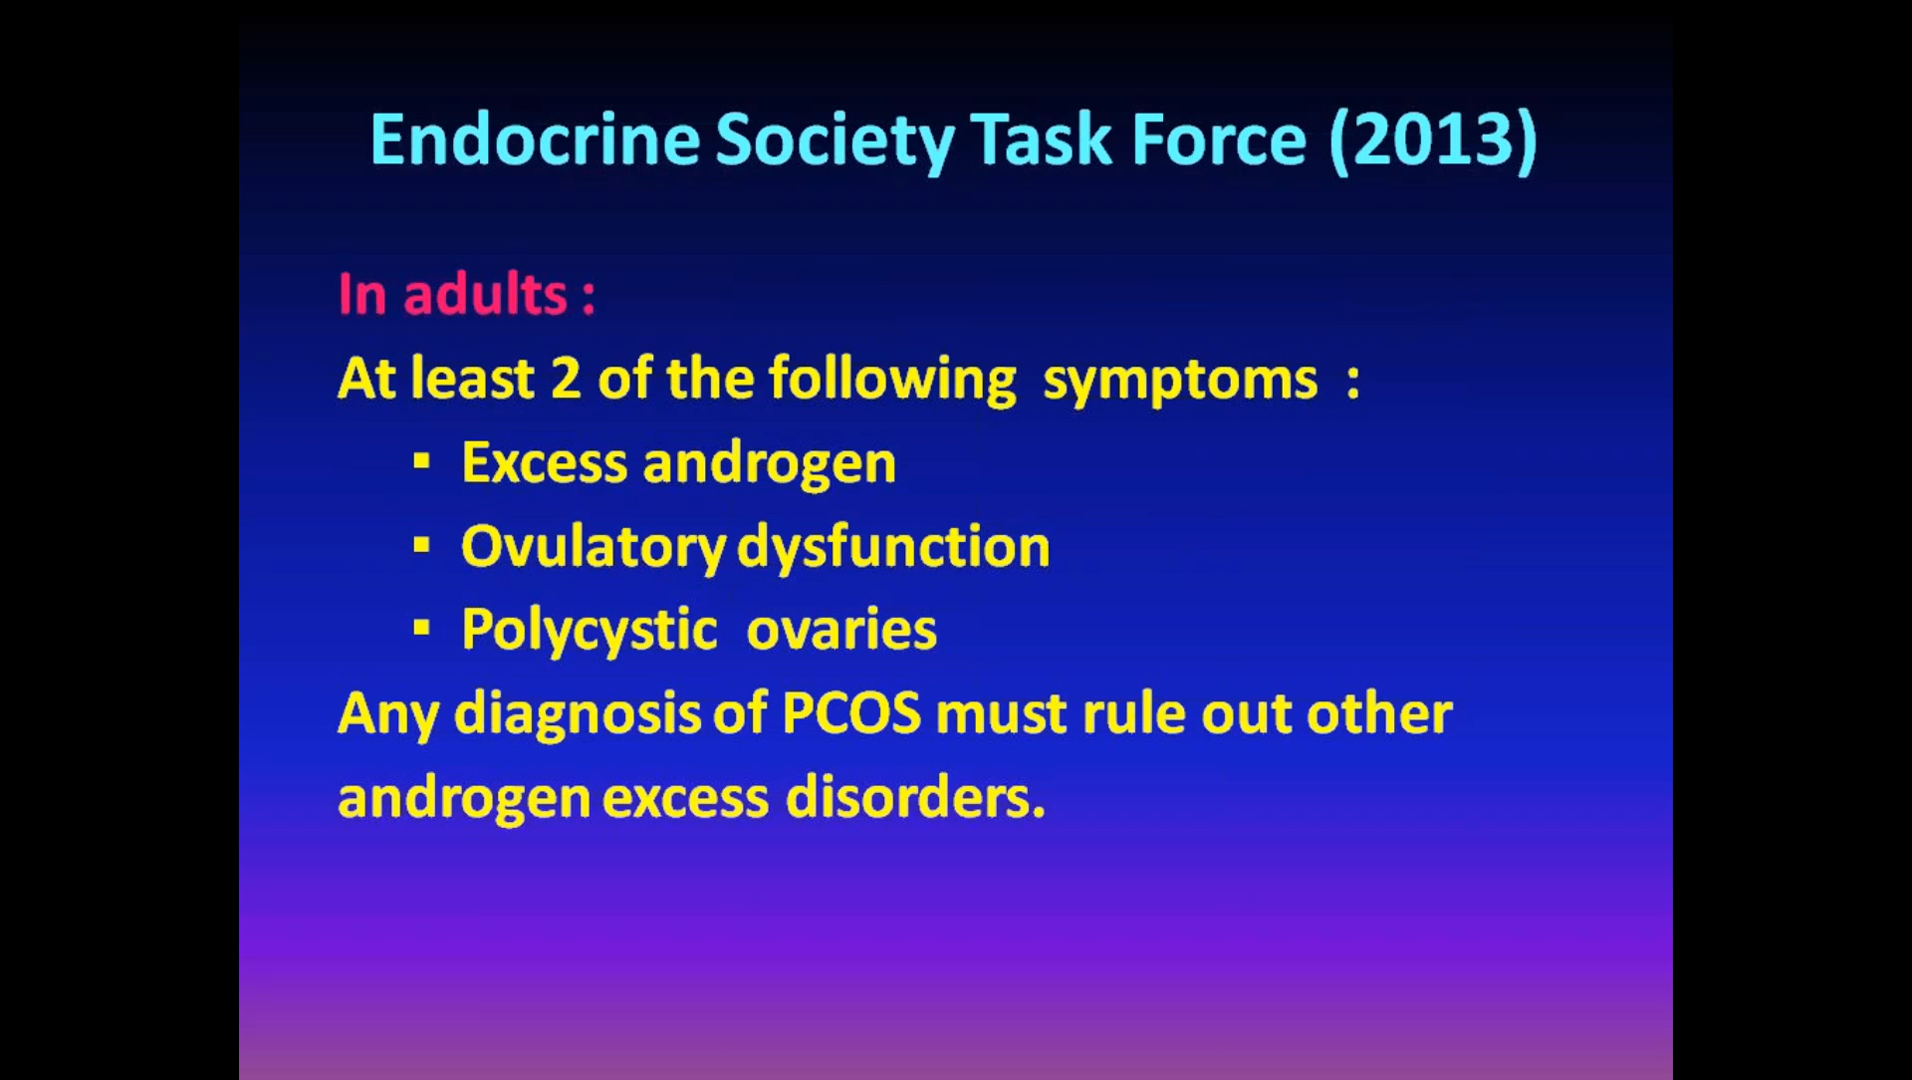 Endocrine Society Task Force (2013)
In adults :
At least 2 of the following symptoms :
▪ Excess androgen
▪ Ovulatory dysfunction
▪ Polycystic ovaries
Any diagnosis of PCOS must rule out other
androgen excess disorders.